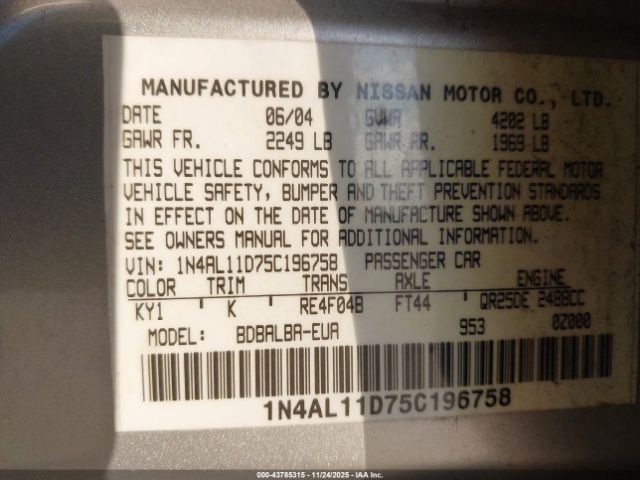 MANUFACTURED BY NISSAN MOTOR CO., LTD.
DATE 06/04 GVWR 4202 LB
GAWR FR. 2249 LB GAWR RR. 1969 LB
THIS VEHICLE CONFORMS TO ALL APPLICABLE FEDERAL MOTOR
VEHICLE SAFETY, BUMPER AND THEFT PREVENTION STANDARDS
IN EFFECT ON THE DATE OF MANUFACTURE SHOWN ABOVE.
SEE OWNERS MANUAL FOR ADDITIONAL INFORMATION.
VIN: 1N4AL11D75C196758 PASSENGER CAR
COLOR TRIM TRANS AXLE ENGINE
KY1 K RE4F04B FT44 QR25DE 2488CC
MODEL: BDBALBA-EUA 953 0Z000
1N4AL11D75C196758
000-43785315 - 11/24/2025 - IAA Inc.